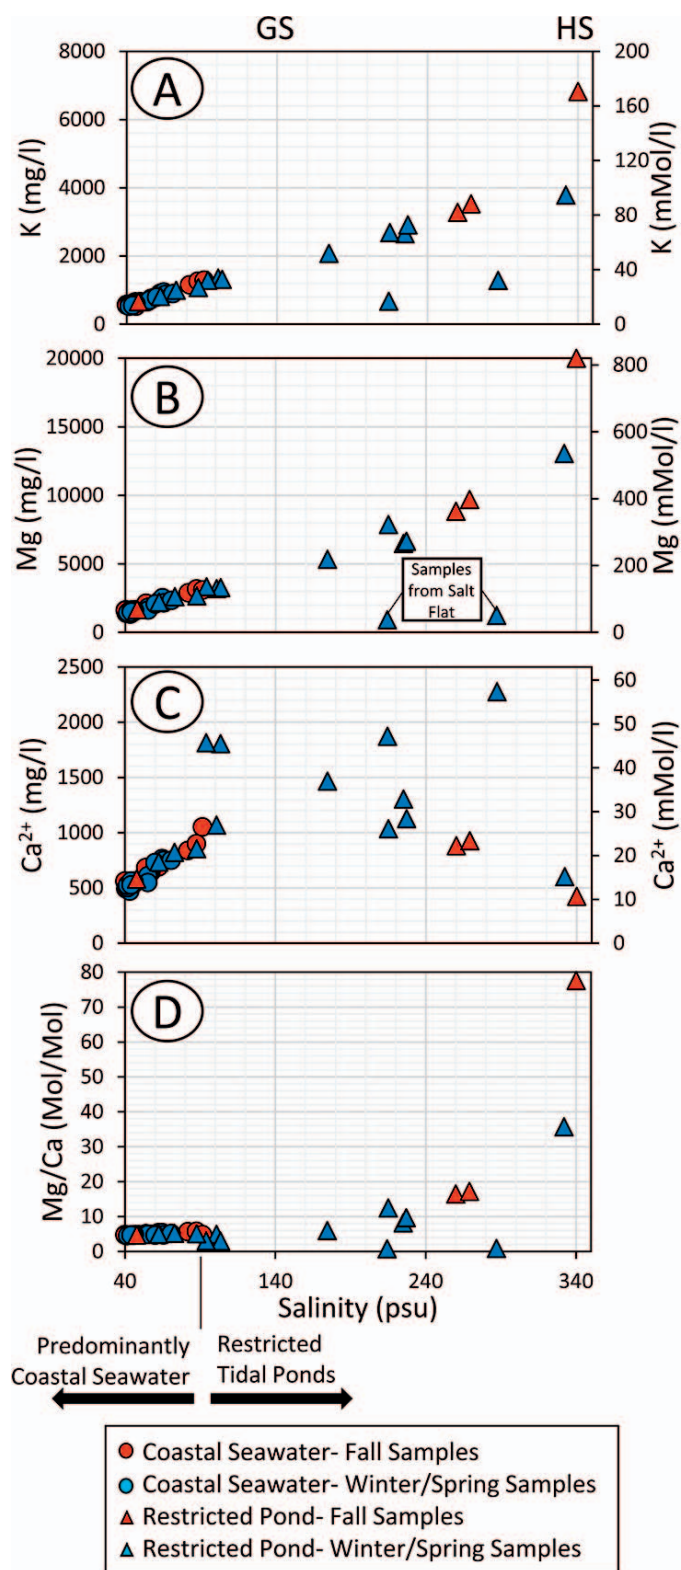 GS HS
A
8000
6000
4000
2000
0
K (mg/l)
200
160
120
80
40
0
K (mMol/l)
B
20000
15000
10000
5000
0
Mg (mg/l)
800
600
400
200
0
Mg (mMol/l)
Samples
from Salt
Flat
C
2500
2000
1500
1000
500
0
Ca²⁺ (mg/l)
60
50
40
30
20
10
0
Ca²⁺ (mMol/l)
D
80
70
60
50
40
30
20
10
0
Mg/Ca (Mol/Mol)
40 140 240 340
Salinity (psu)
Predominantly
Coastal Seawater
Restricted
Tidal Ponds
Coastal Seawater- Fall Samples
Coastal Seawater- Winter/Spring Samples
Restricted Pond- Fall Samples
Restricted Pond- Winter/Spring Samples